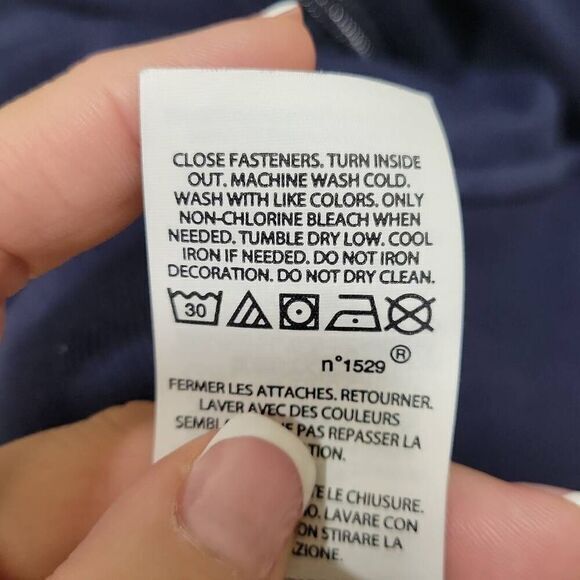 CLOSE FASTENERS. TURN INSIDE
OUT. MACHINE WASH COLD.
WASH WITH LIKE COLORS. ONLY
NON-CHLORINE BLEACH WHEN
NEEDED. TUMBLE DRY LOW. COOL
IRON IF NEEDED. DO NOT IRON
DECORATION. DO NOT DRY CLEAN.
30
n°1529 ®
FERMER LES ATTACHES. RETOURNER.
LAVER AVEC DES COULEURS
PAS REPASSER LA
LE CHIUSURE.
LAVARE CON
STIRARE LA